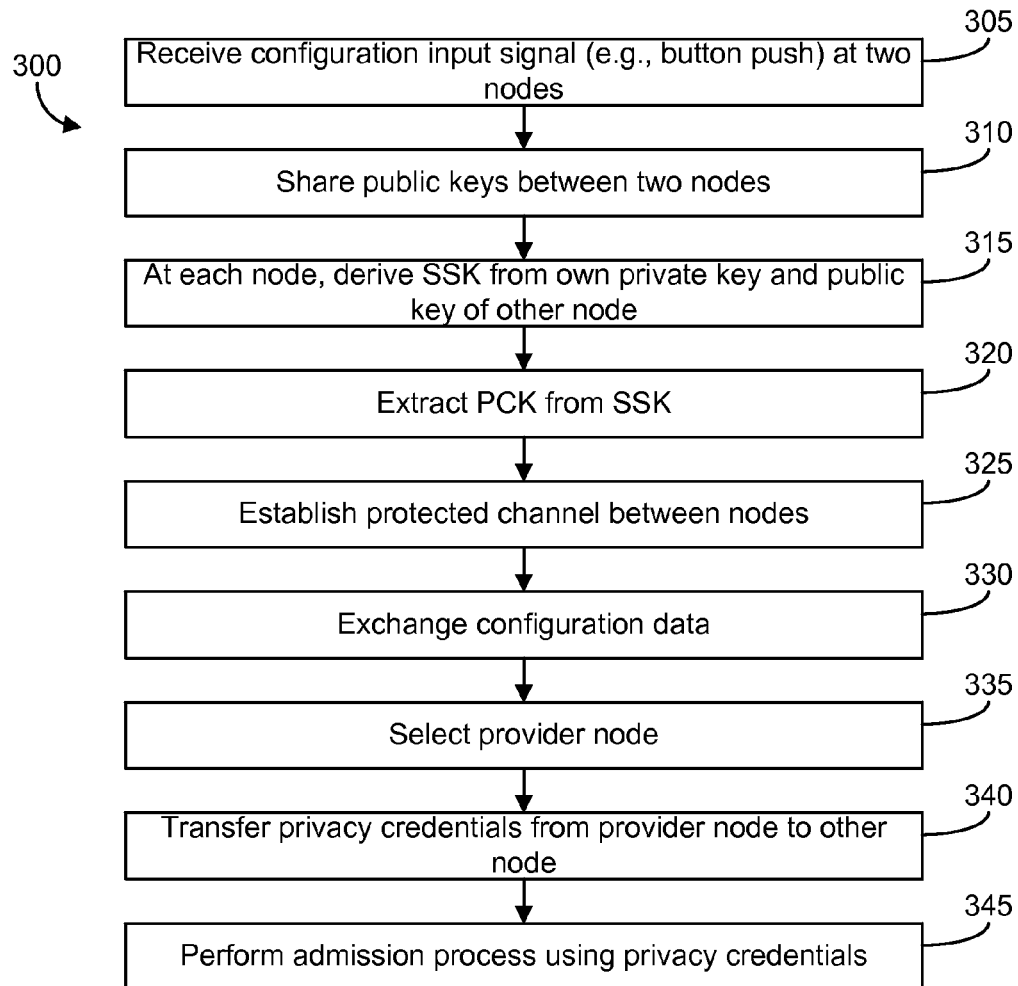 300
305
Receive configuration input signal (e.g., button push) at two
nodes
310
Share public keys between two nodes
315
At each node, derive SSK from own private key and public
key of other node
320
Extract PCK from SSK
325
Establish protected channel between nodes
330
Exchange configuration data
335
Select provider node
340
Transfer privacy credentials from provider node to other
node
345
Perform admission process using privacy credentials